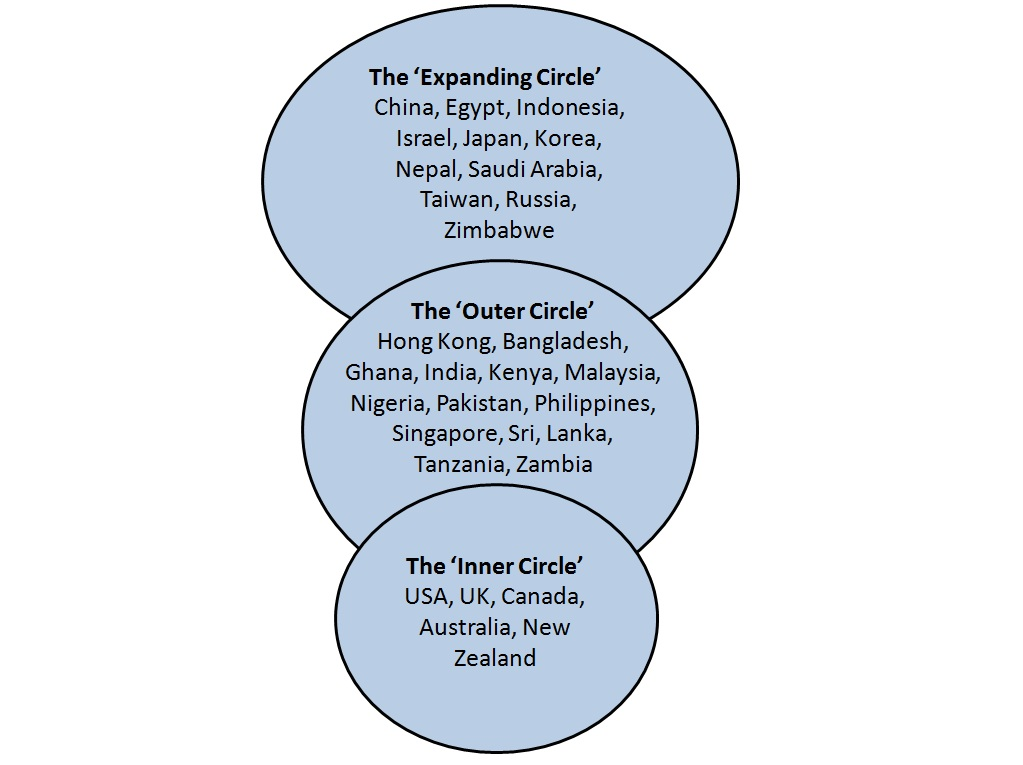 The ‘Expanding Circle’
China, Egypt, Indonesia,
Israel, Japan, Korea,
Nepal, Saudi Arabia,
Taiwan, Russia,
Zimbabwe
The ‘Outer Circle’
Hong Kong, Bangladesh,
Ghana, India, Kenya, Malaysia,
Nigeria, Pakistan, Philippines,
Singapore, Sri, Lanka,
Tanzania, Zambia
The ‘Inner Circle’
USA, UK, Canada,
Australia, New
Zealand